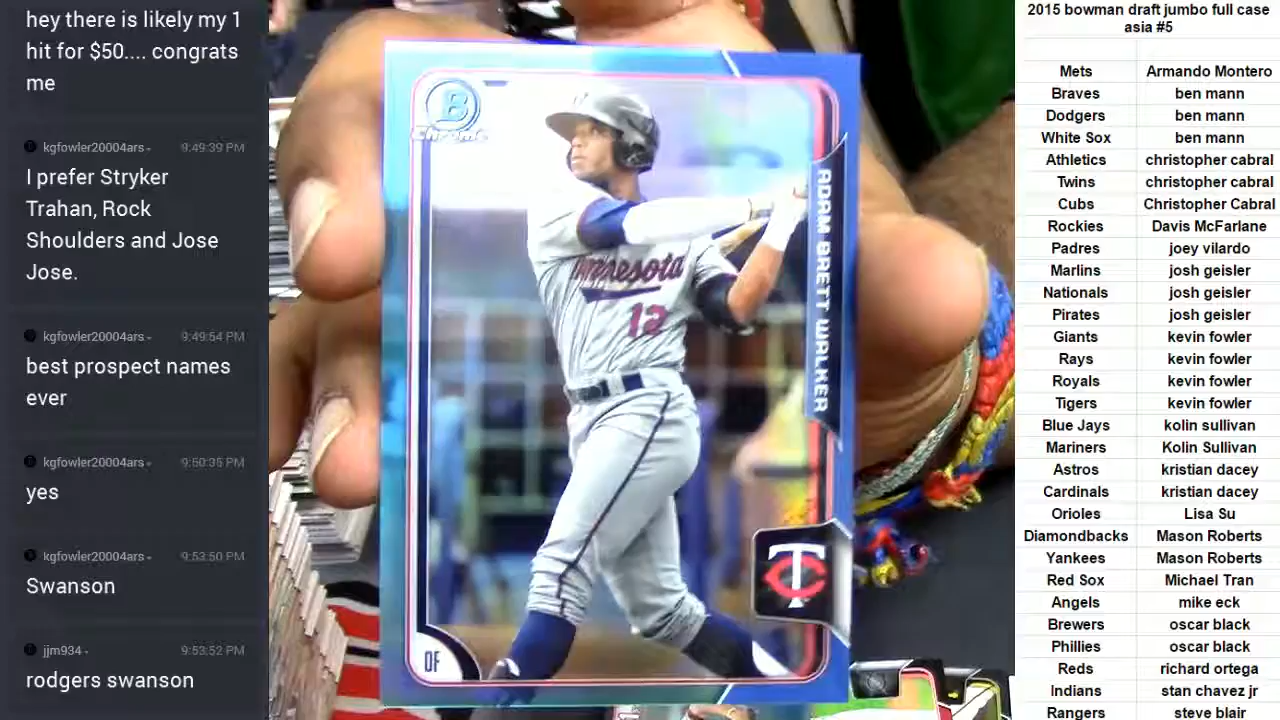 hey there is likely my 1
hit for $50.... congrats
me
kgfowler20004ars 9:49:39 PM
I prefer Stryker
Trahan, Rock
Shoulders and Jose
Jose.
kgfowler20004ars 9:49:54 PM
best prospect names
ever
kgfowler20004ars 9:50:35 PM
yes
kgfowler20004ars 9:53:50 PM
Swanson
jjm934 9:53:52 PM
rodgers swanson
B
Chrome
ADAM BRETT WALKER
Minnesota
12
TC
OF
2015 bowman draft jumbo full case
asia #5
Mets Armando Montero
Braves ben mann
Dodgers ben mann
White Sox ben mann
Athletics christopher cabral
Twins christopher cabral
Cubs Christopher Cabral
Rockies Davis McFarlane
Padres joey vilardo
Marlins josh geisler
Nationals josh geisler
Pirates josh geisler
Giants kevin fowler
Rays kevin fowler
Royals kevin fowler
Tigers kevin fowler
Blue Jays kolin sullivan
Mariners Kolin Sullivan
Astros kristian dacey
Cardinals kristian dacey
Orioles Lisa Su
Diamondbacks Mason Roberts
Yankees Mason Roberts
Red Sox Michael Tran
Angels mike eck
Brewers oscar black
Phillies oscar black
Reds richard ortega
Indians stan chavez jr
Rangers steve blair